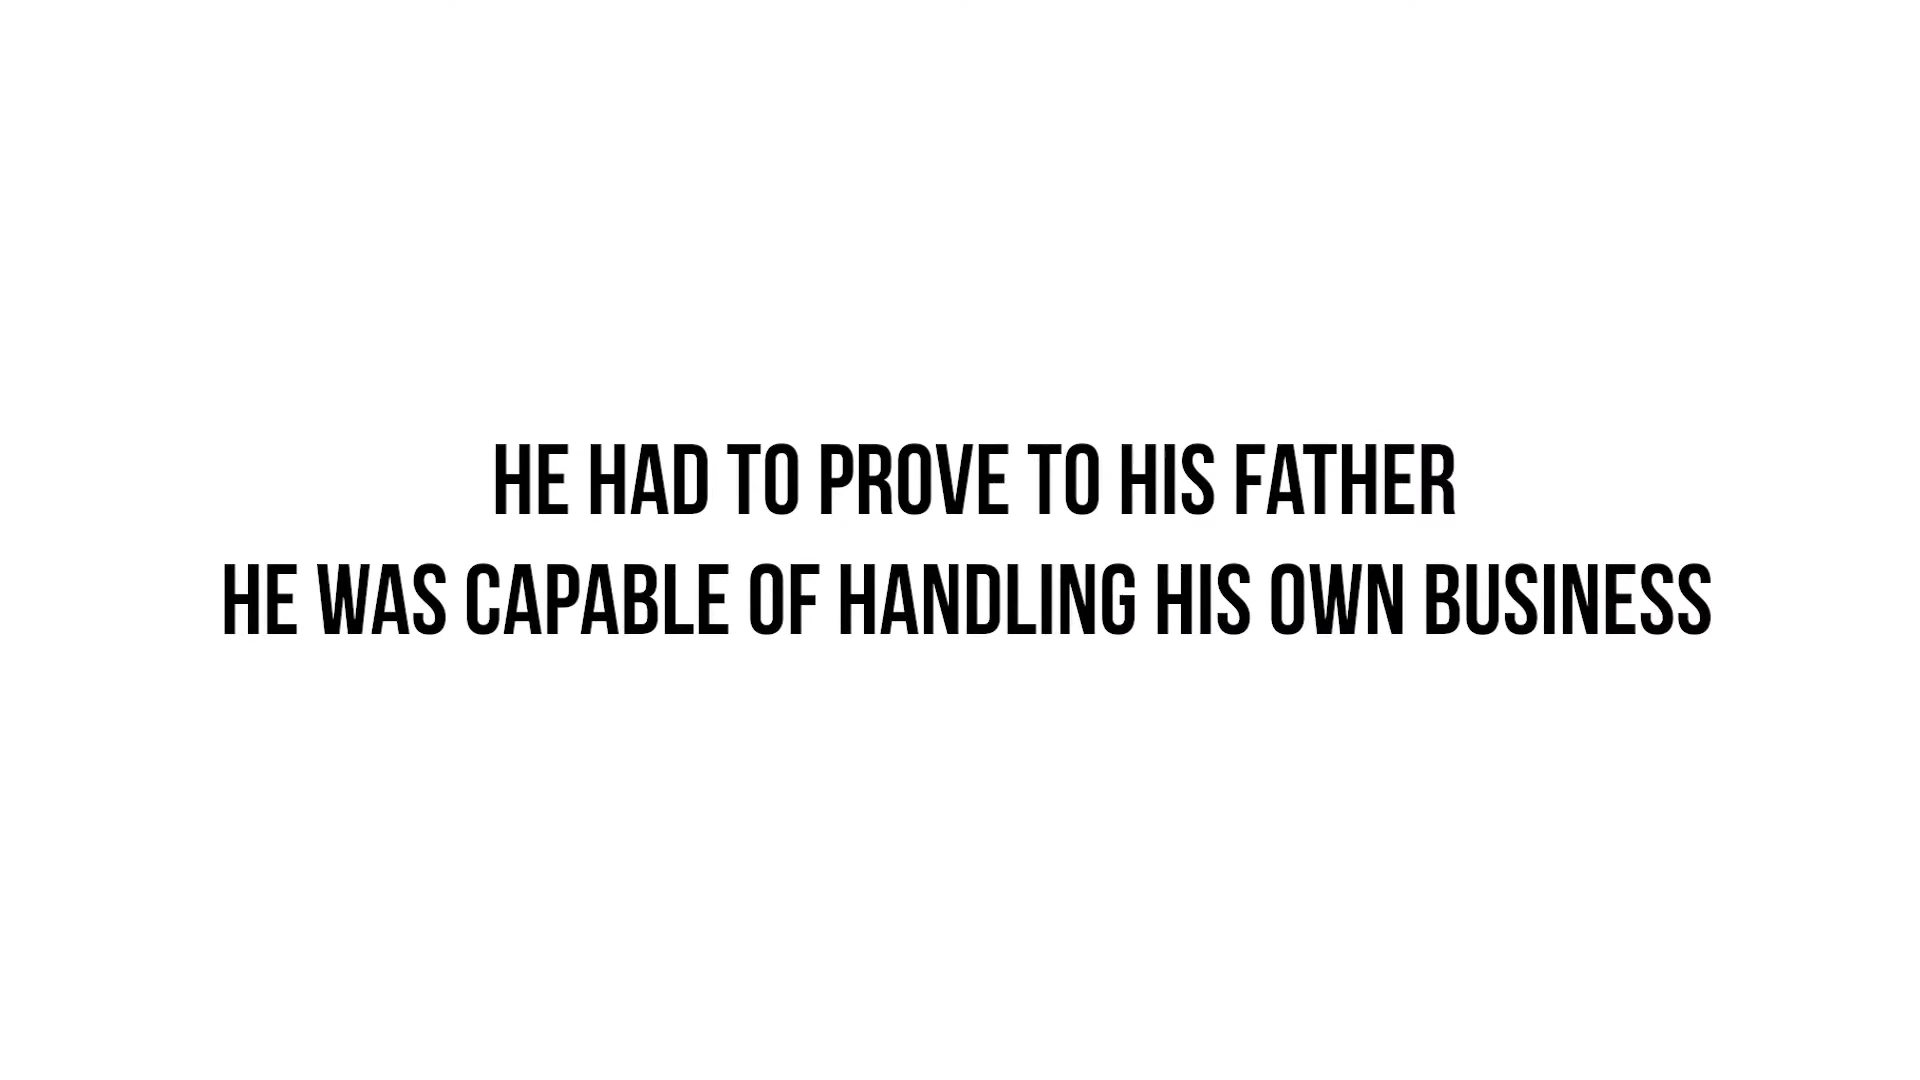 HE HAD TO PROVE TO HIS FATHER
HE WAS CAPABLE OF HANDLING HIS OWN BUSINESS